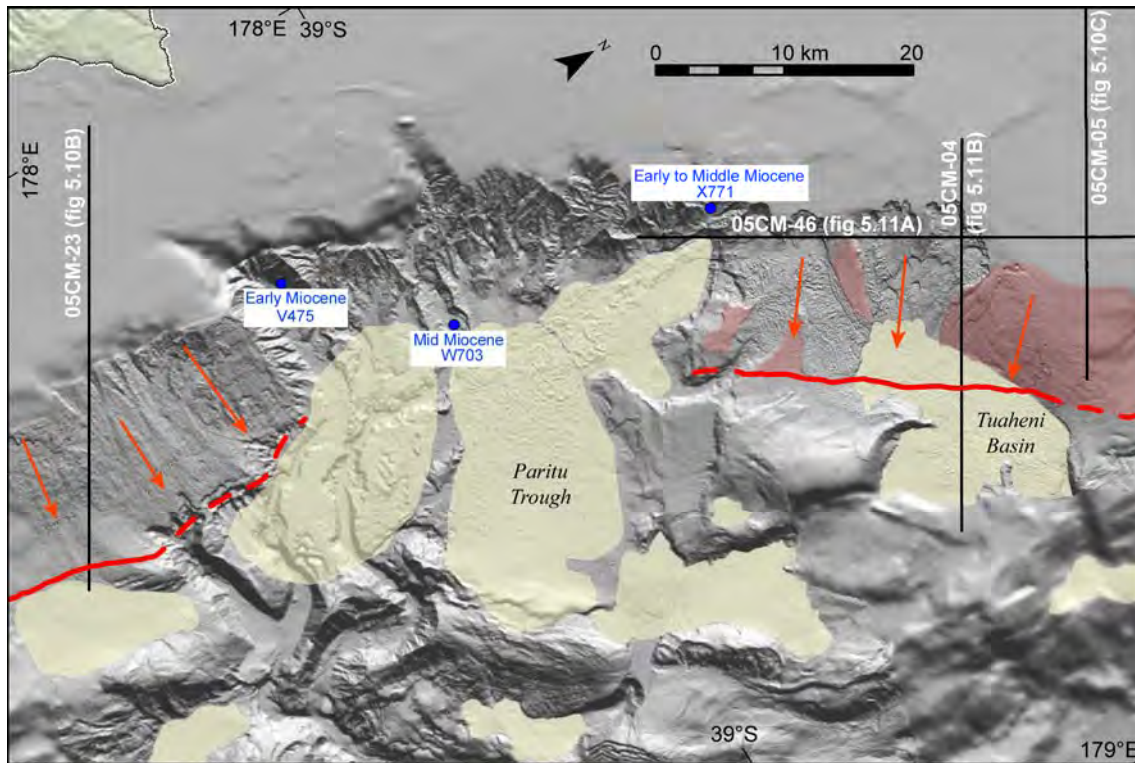 178°E 39°S
N
0 10 km 20
178°E
05CM-23 (fig 5.10B)
05CM-05 (fig 5.10C)
05CM-04
(fig 5.11B)
Early to Middle Miocene
X771
05CM-46 (fig 5.11A)
Early Miocene
V475
Mid Miocene
W703
Paritu
Trough
Tuaheni
Basin
39°S
179°E